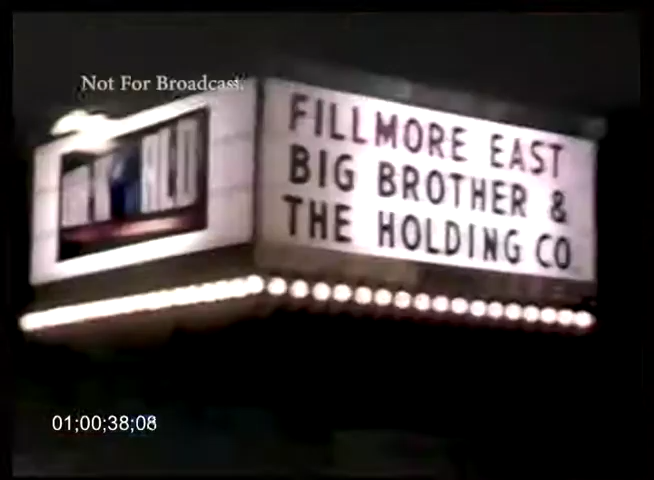 Not For Broadcast.
FILLMORE EAST
BIG BROTHER &
THE HOLDING CO.
01;00;38;08